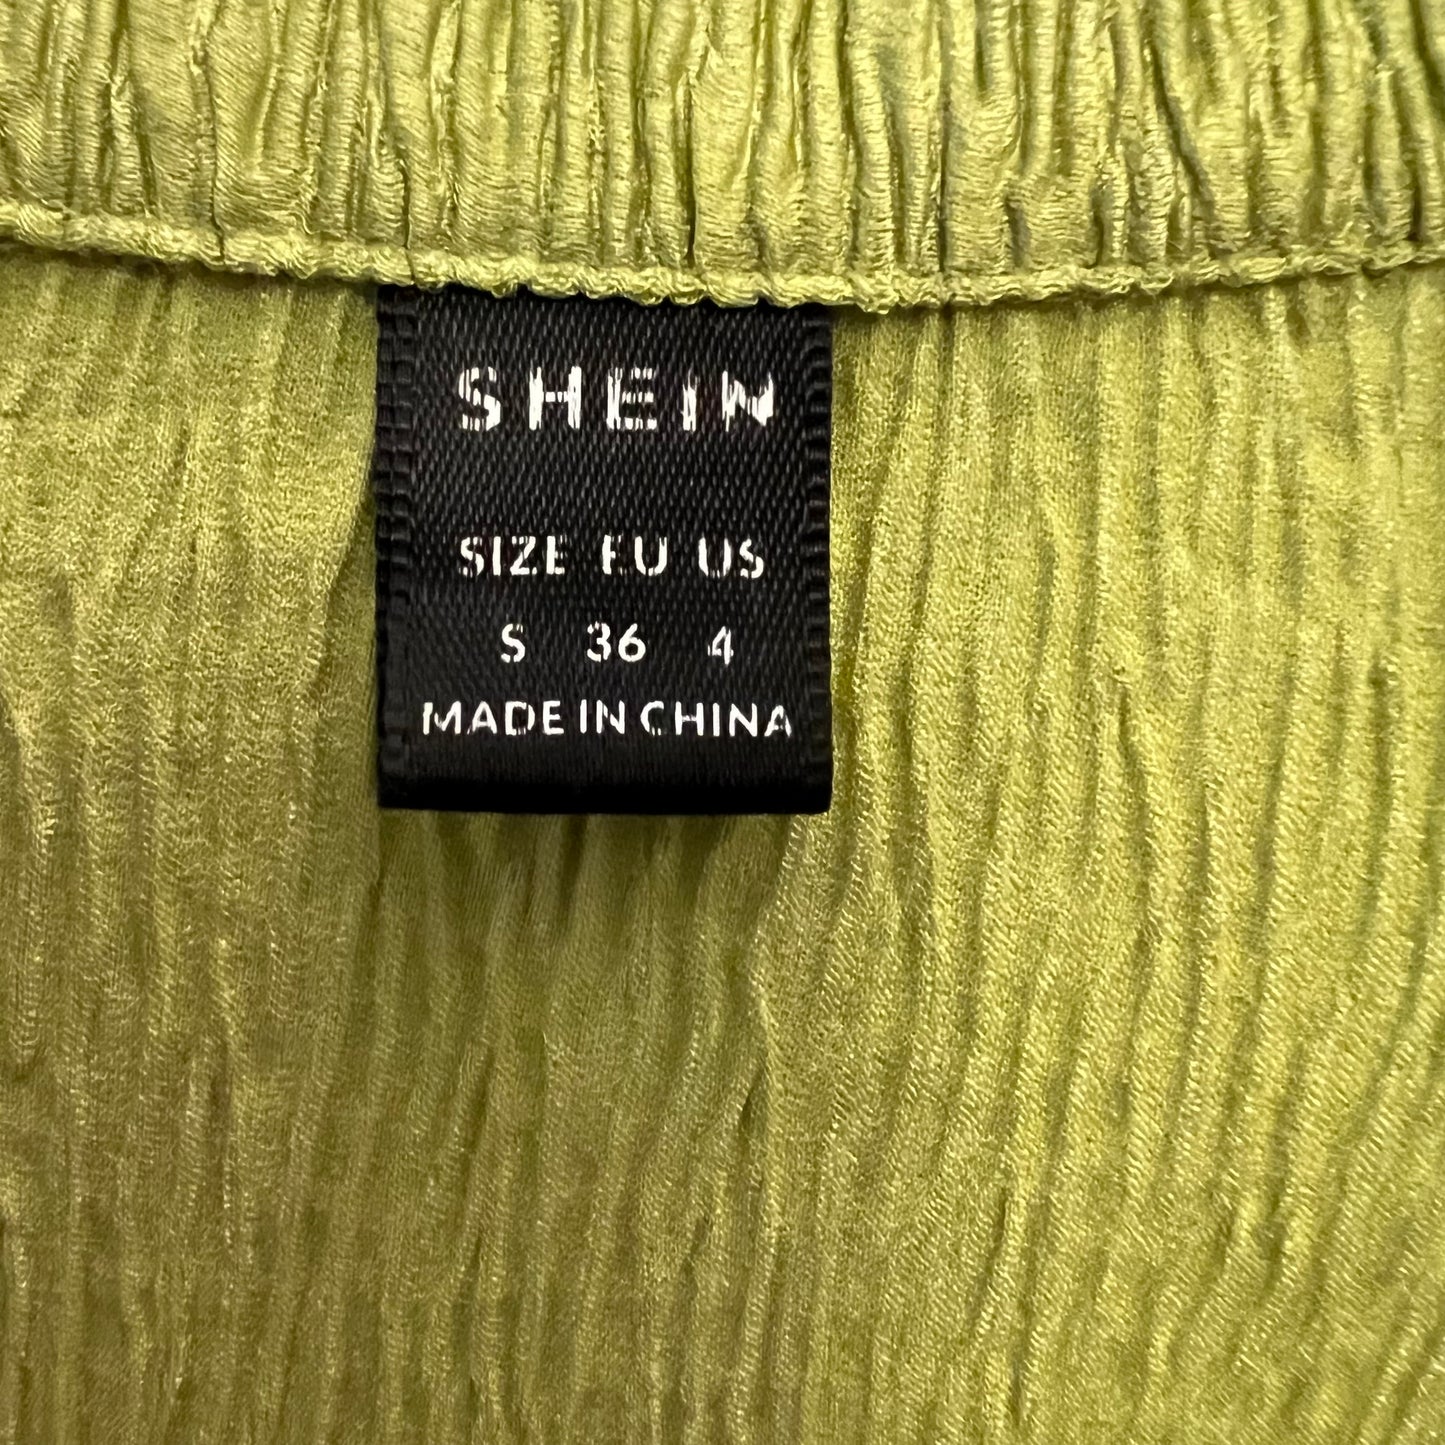 SHEIN
SIZE EU US
S 36 4
MADE IN CHINA